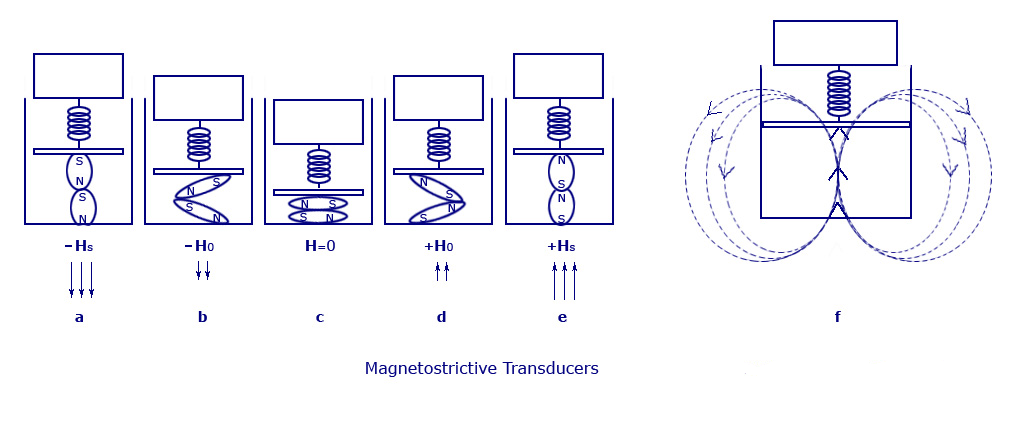 S N S N
S N S N
N S S N
N S N S
N S N S
−Hs −H0 H=0 +H0 +Hs
a b c d e f
Magnetostrictive Transducers